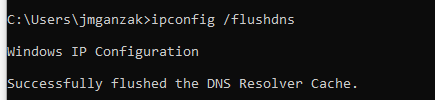 C:\Users\jmganzak>ipconfig /flushdns
Windows IP Configuration
Successfully flushed the DNS Resolver Cache.